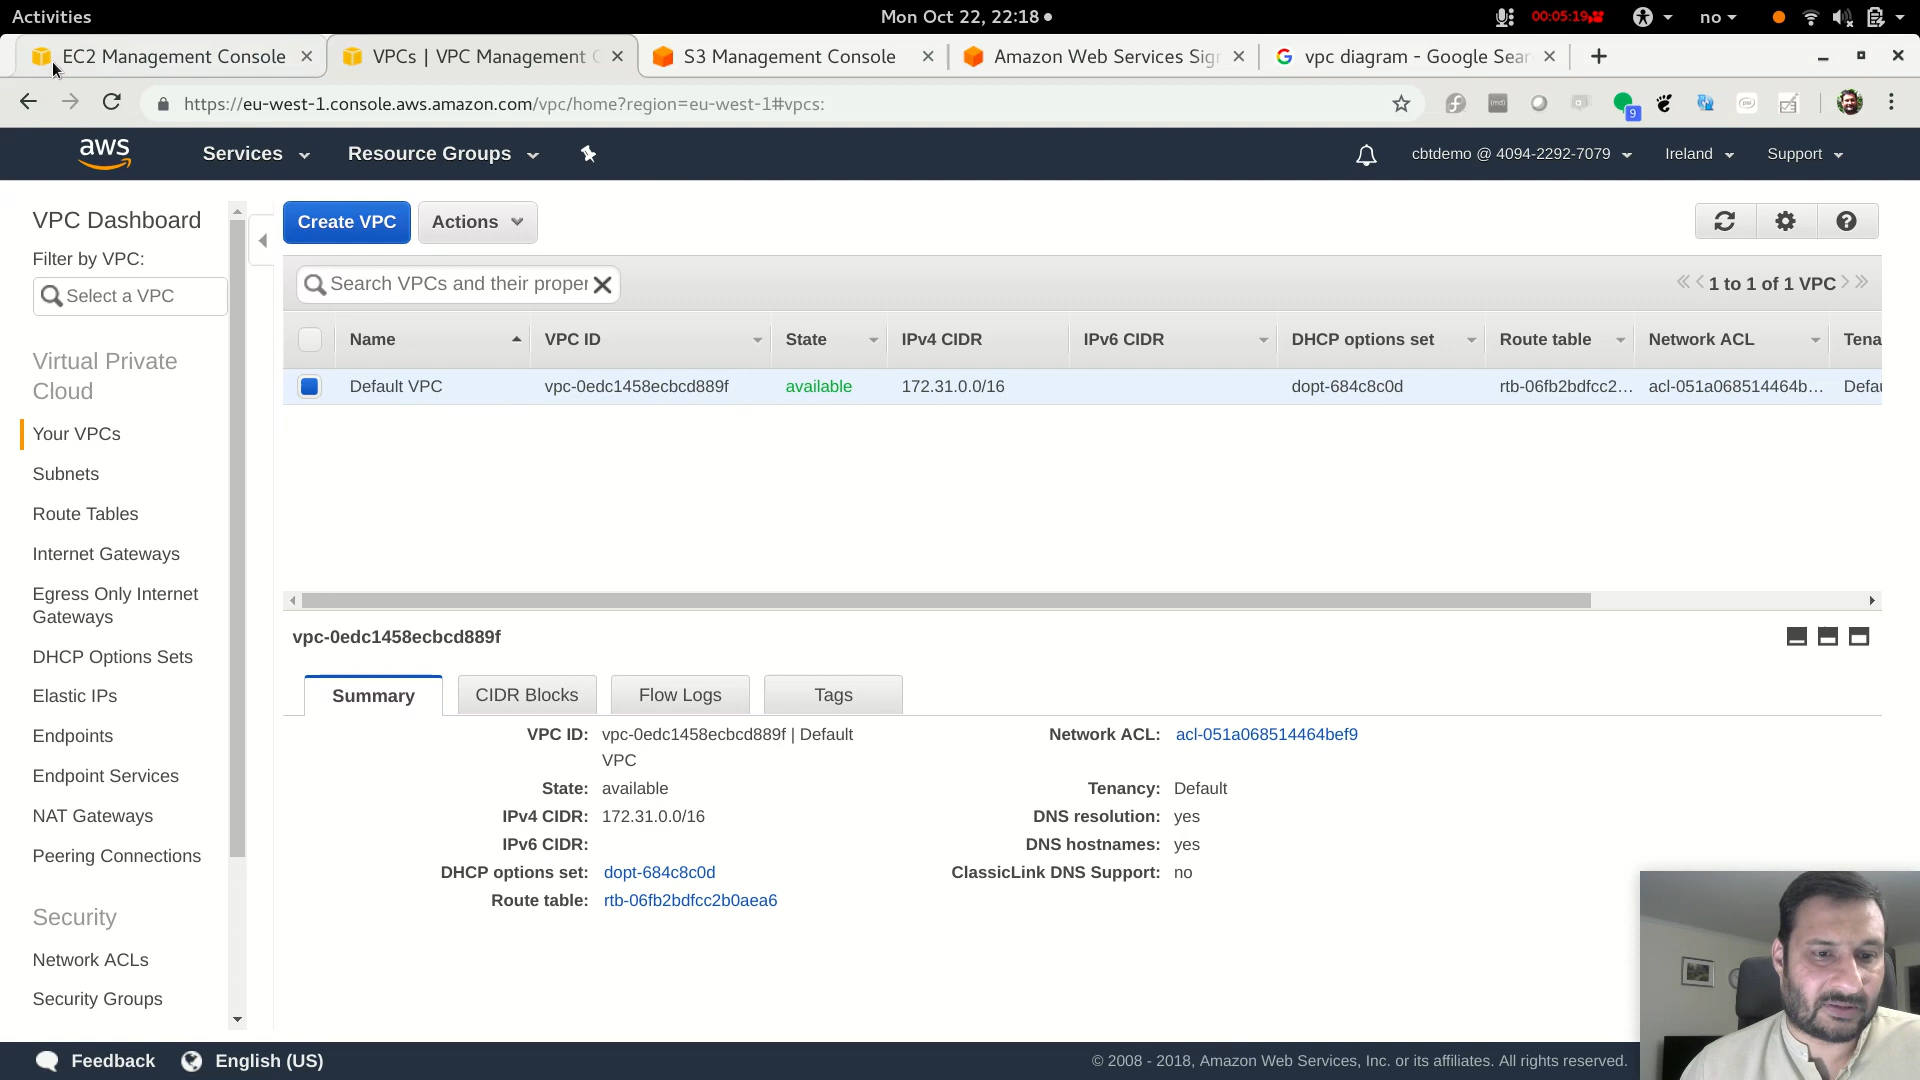 Activities
Mon Oct 22, 22:18
00:05:19
no
EC2 Management Console
VPCs | VPC Management
S3 Management Console
Amazon Web Services Sig
vpc diagram - Google Sear
https://eu-west-1.console.aws.amazon.com/vpc/home?region=eu-west-1#vpcs:
9
aws
Services
Resource Groups
cbtdemo @ 4094-2292-7079
Ireland
Support
VPC Dashboard
Filter by VPC:
Select a VPC
Virtual Private
Cloud
Your VPCs
Subnets
Route Tables
Internet Gateways
Egress Only Internet
Gateways
DHCP Options Sets
Elastic IPs
Endpoints
Endpoint Services
NAT Gateways
Peering Connections
Security
Network ACLs
Security Groups
Create VPC
Actions
Search VPCs and their proper
1 to 1 of 1 VPC
Name VPC ID State IPv4 CIDR IPv6 CIDR DHCP options set Route table Network ACL Tena
Default VPC vpc-0edc1458ecbcd889f available 172.31.0.0/16 dopt-684c8c0d rtb-06fb2bdfcc2... acl-051a068514464b... Defau
vpc-0edc1458ecbcd889f
Summary
CIDR Blocks
Flow Logs
Tags
VPC ID: vpc-0edc1458ecbcd889f | Default
VPC
State: available
IPv4 CIDR: 172.31.0.0/16
IPv6 CIDR:
DHCP options set: dopt-684c8c0d
Route table: rtb-06fb2bdfcc2b0aea6
Network ACL: acl-051a068514464bef9
Tenancy: Default
DNS resolution: yes
DNS hostnames: yes
ClassicLink DNS Support: no
Feedback
English (US)
© 2008 - 2018, Amazon Web Services, Inc. or its affiliates. All rights reserved.